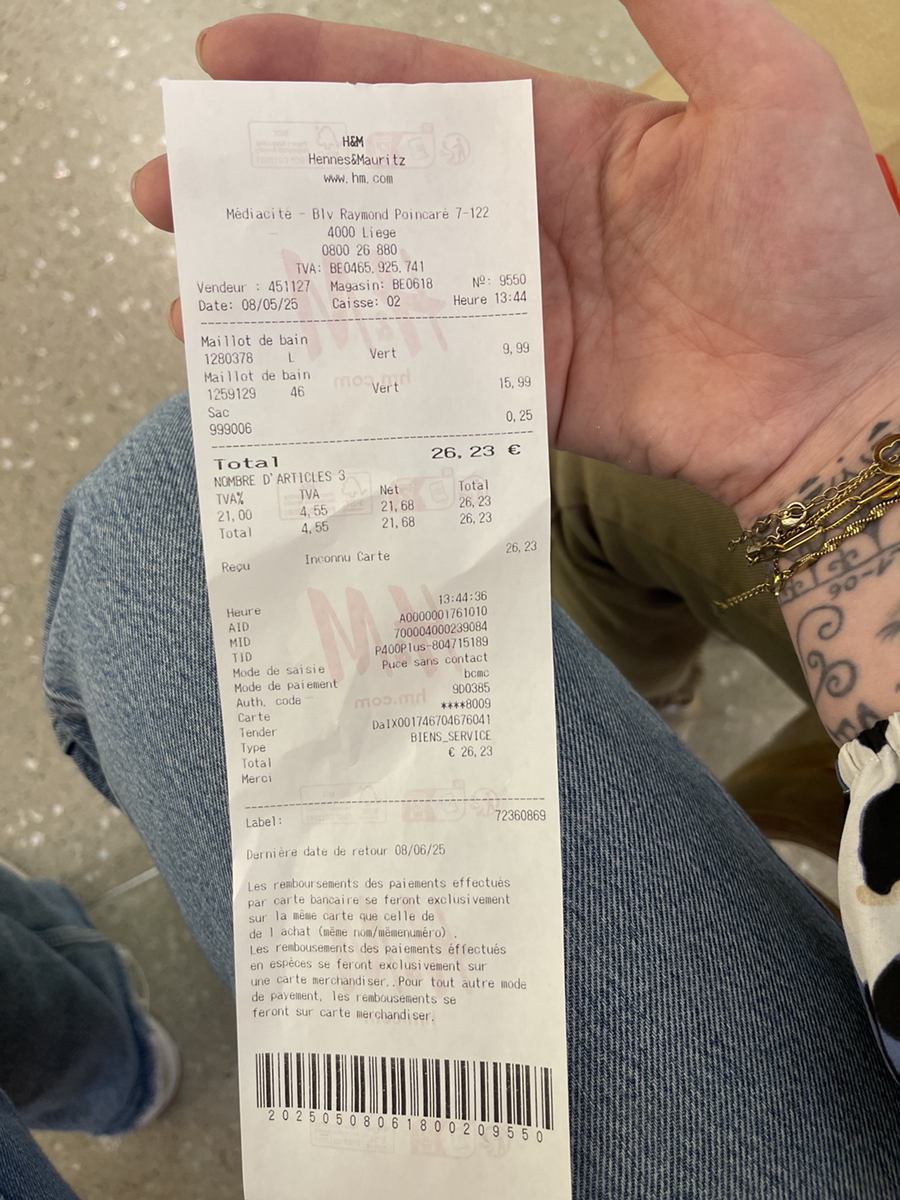 H&M
Hennes&Mauritz
www.hm.com
Médiacité - Blv Raymond Poincaré 7-122
4000 Liege
0800 26 880
TVA: BE0465.925.741
Vendeur : 451127 Magasin: BE0618 Nº: 9550
Date: 08/05/25 Caisse: 02 Heure 13:44
Maillot de bain
1280378 L Vert 9,99
Maillot de bain
1259129 46 Vert 15,99
Sac
999006 0,25
Total 26,23 €
NOMBRE D'ARTICLES 3
TVA% TVA Net Total
21,00 4,55 21,68 26,23
Total 4,55 21,68 26,23
Reçu Inconnu Carte 26,23
Heure 13:44:36
AID A0000001761010
MID 700004000239084
TID P400Plus-804715189
Mode de saisie Puce sans contact
Mode de paiement bcmc
Auth. code 9D0385
Carte ****8009
Tender Da1X001746704676041
Type BIENS_SERVICE
Total € 26,23
Merci
Label: 72360869
Dernière date de retour 08/06/25
Les remboursements des paiements effectués
par carte bancaire se feront exclusivement
sur la même carte que celle de
de l achat (même nom/mêmenuméro) .
Les rembousements des paiements éffectués
en espèces se feront exclusivement sur
une carte merchandiser..Pour tout autre mode
de payement, les rembousements se
feront sur carte merchandiser.
2025050806180020 9550